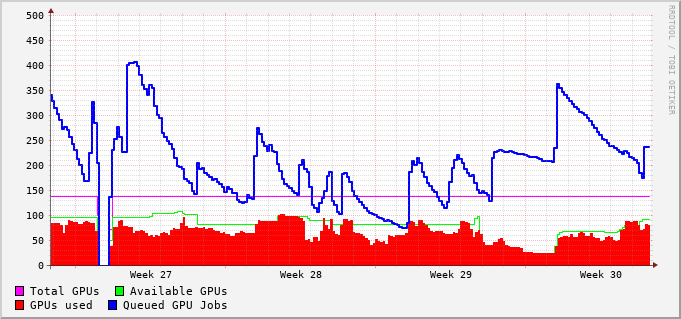 RRDTOOL / TOBI OETIKER
500
450
400
350
300
250
200
150
100
50
0
Week 27 Week 28 Week 29 Week 30
Total GPUs Available GPUs
GPUs used Queued GPU Jobs